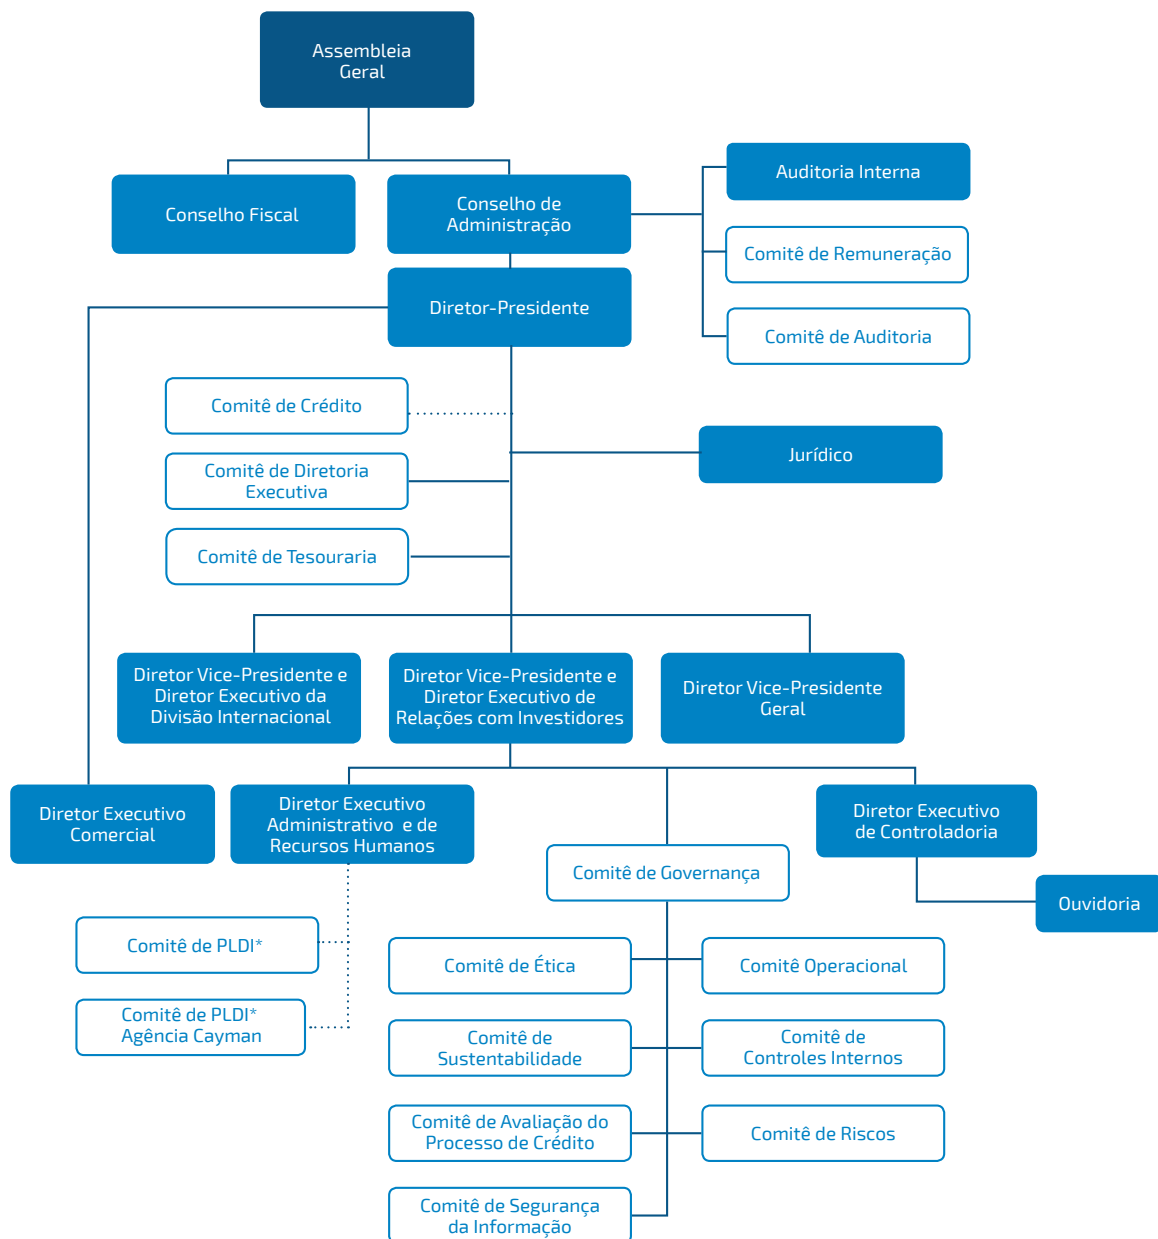 Assembleia
Geral
Conselho Fiscal
Conselho de
Administração
Auditoria Interna
Comitê de Remuneração
Comitê de Auditoria
Diretor-Presidente
Comitê de Crédito
Jurídico
Comitê de Diretoria
Executiva
Comitê de Tesouraria
Diretor Vice-Presidente e
Diretor Executivo da
Divisão Internacional
Diretor Vice-Presidente e
Diretor Executivo de
Relações com Investidores
Diretor Vice-Presidente
Geral
Diretor Executivo
Comercial
Diretor Executivo
Administrativo e de
Recursos Humanos
Diretor Executivo
de Controladoria
Comitê de Governança
Ouvidoria
Comitê de PLDI*
Comitê de PLDI*
Agência Cayman
Comitê de Ética
Comitê Operacional
Comitê de
Sustentabilidade
Comitê de
Controles Internos
Comitê de Avaliação do
Processo de Crédito
Comitê de Riscos
Comitê de Segurança
da Informação